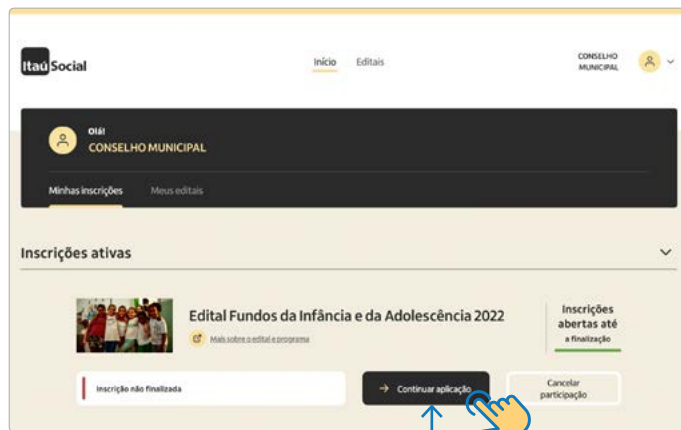 Itaú Social
Início Editais
CONSELHO
MUNICIPAL
Olá!
CONSELHO MUNICIPAL
Minhas inscrições Meus editais
Inscrições ativas
Edital Fundos da Infância e da Adolescência 2022
Mais sobre o edital e programa
Inscrições
abertas até
a finalização
Inscrição não finalizada
Continuar aplicação
Cancelar
participação